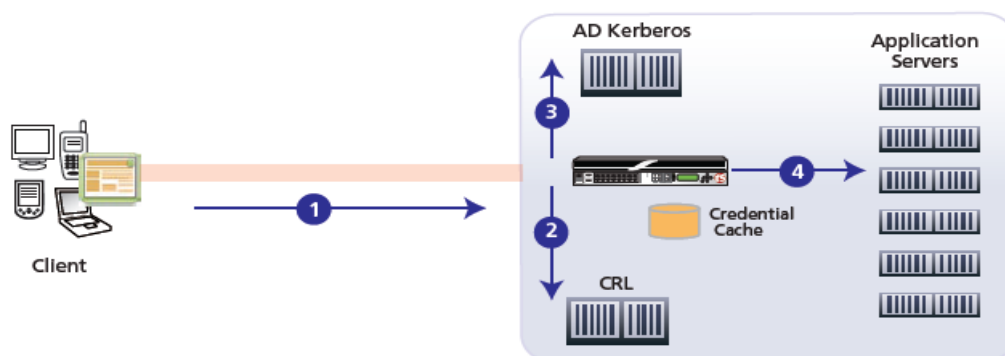 AD Kerberos
Application
Servers
3
4
1
2
Credential
Cache
Client
CRL